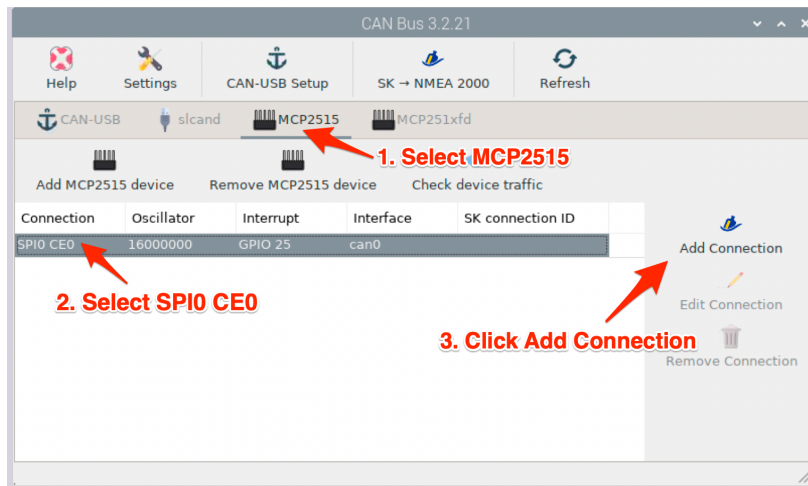 CAN Bus 3.2.21
Help Settings CAN-USB Setup SK → NMEA 2000 Refresh
CAN-USB slcand MCP2515 MCP251xfd
1. Select MCP2515
Add MCP2515 device Remove MCP2515 device Check device traffic
Connection Oscillator Interrupt Interface SK connection ID
SPI0 CE0 16000000 GPIO 25 can0
Add Connection
2. Select SPI0 CE0
Edit Connection
3. Click Add Connection
Remove Connection